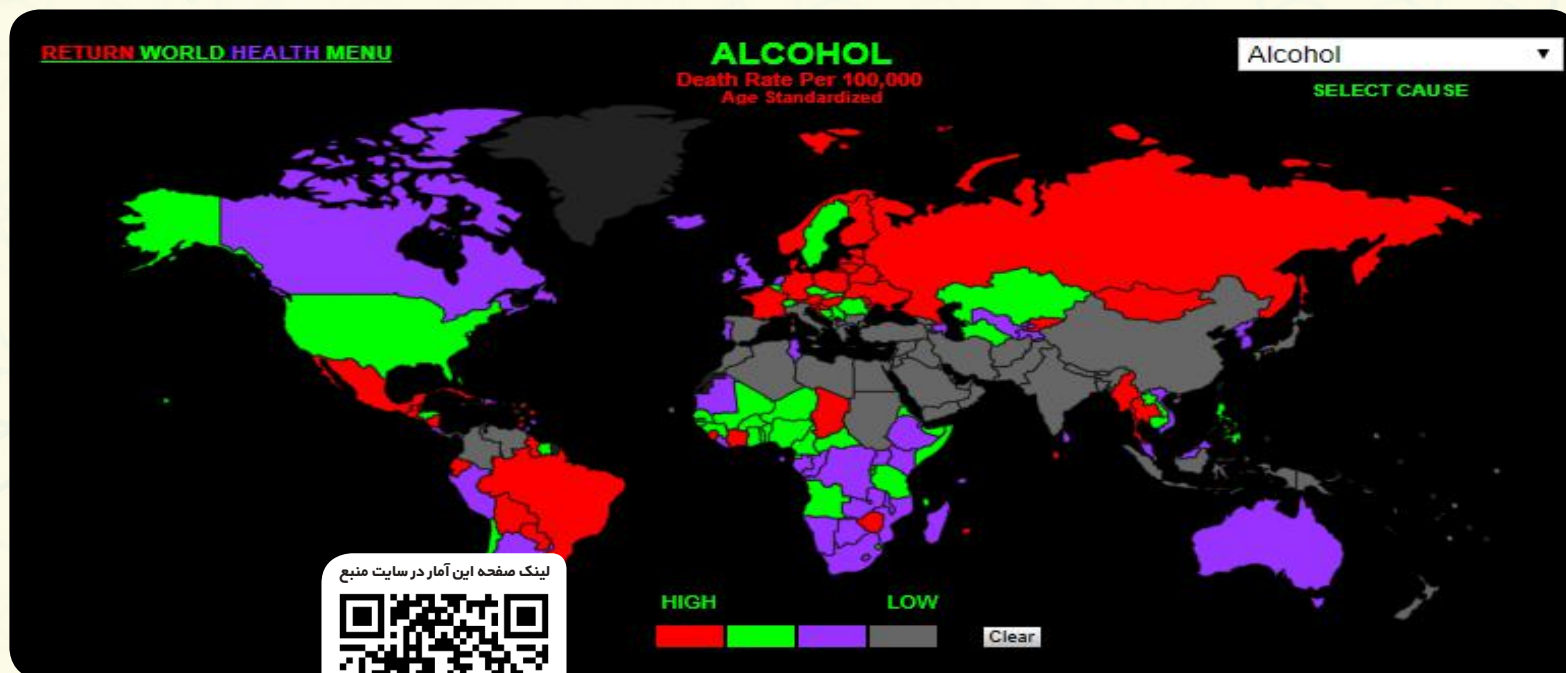 RETURN WORLD HEALTH MENU
ALCOHOL
Death Rate Per 100,000
Age Standardized
Alcohol
SELECT CAUSE
لینک صفحه این آمار در سایت منبع
HIGH LOW
Clear